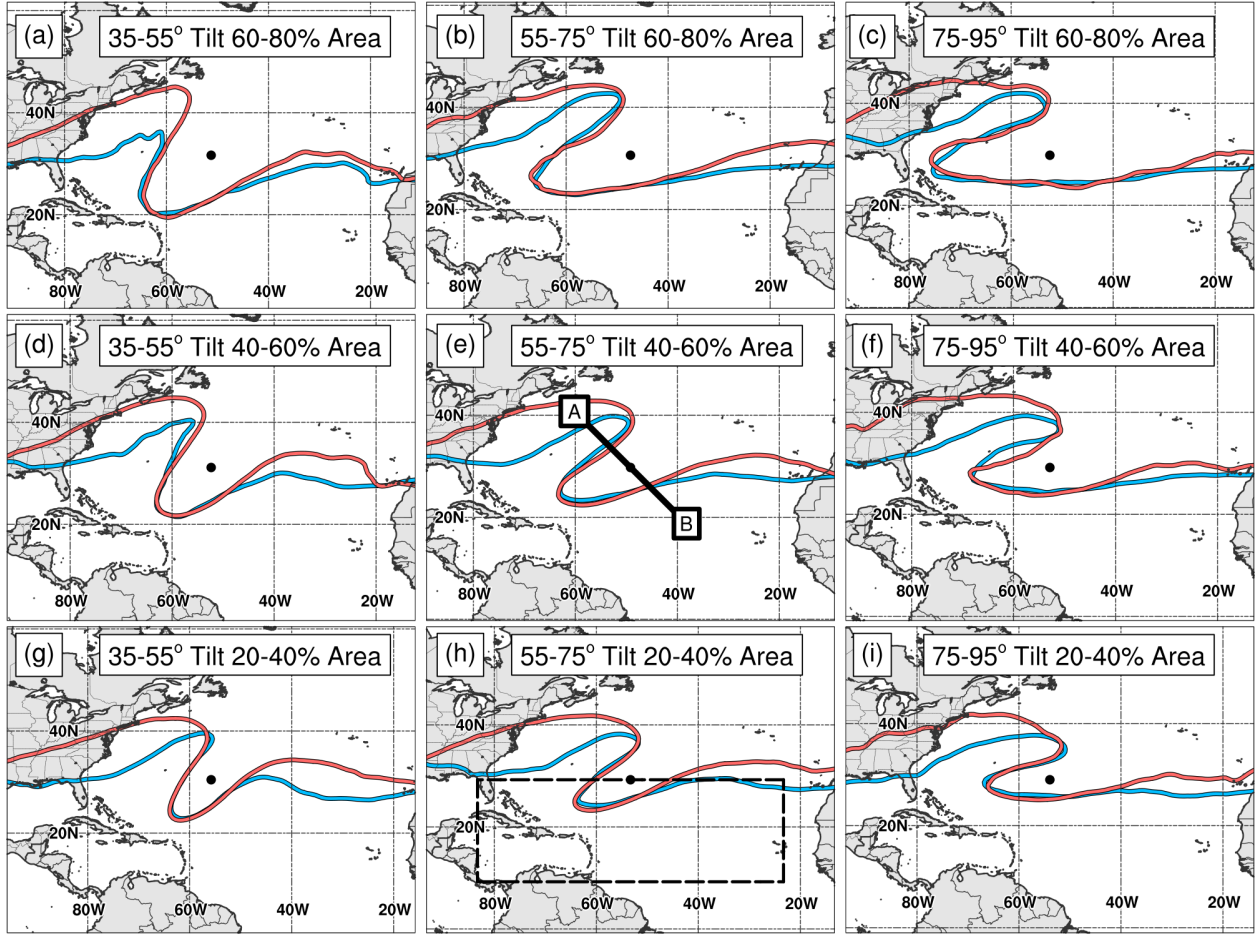 (a) 35-55° Tilt 60-80% Area
40N
20N
80W 60W 40W 20W
(b) 55-75° Tilt 60-80% Area
40N
20N
80W 60W 40W 20W
(c) 75-95° Tilt 60-80% Area
40N
20N
80W 60W 40W 20W
(d) 35-55° Tilt 40-60% Area
40N
20N
80W 60W 40W 20W
(e) 55-75° Tilt 40-60% Area
A
40N
B
20N
80W 60W 40W 20W
(f) 75-95° Tilt 40-60% Area
40N
20N
80W 60W 40W 20W
(g) 35-55° Tilt 20-40% Area
40N
20N
80W 60W 40W 20W
(h) 55-75° Tilt 20-40% Area
40N
20N
80W 60W 40W 20W
(i) 75-95° Tilt 20-40% Area
40N
20N
80W 60W 40W 20W